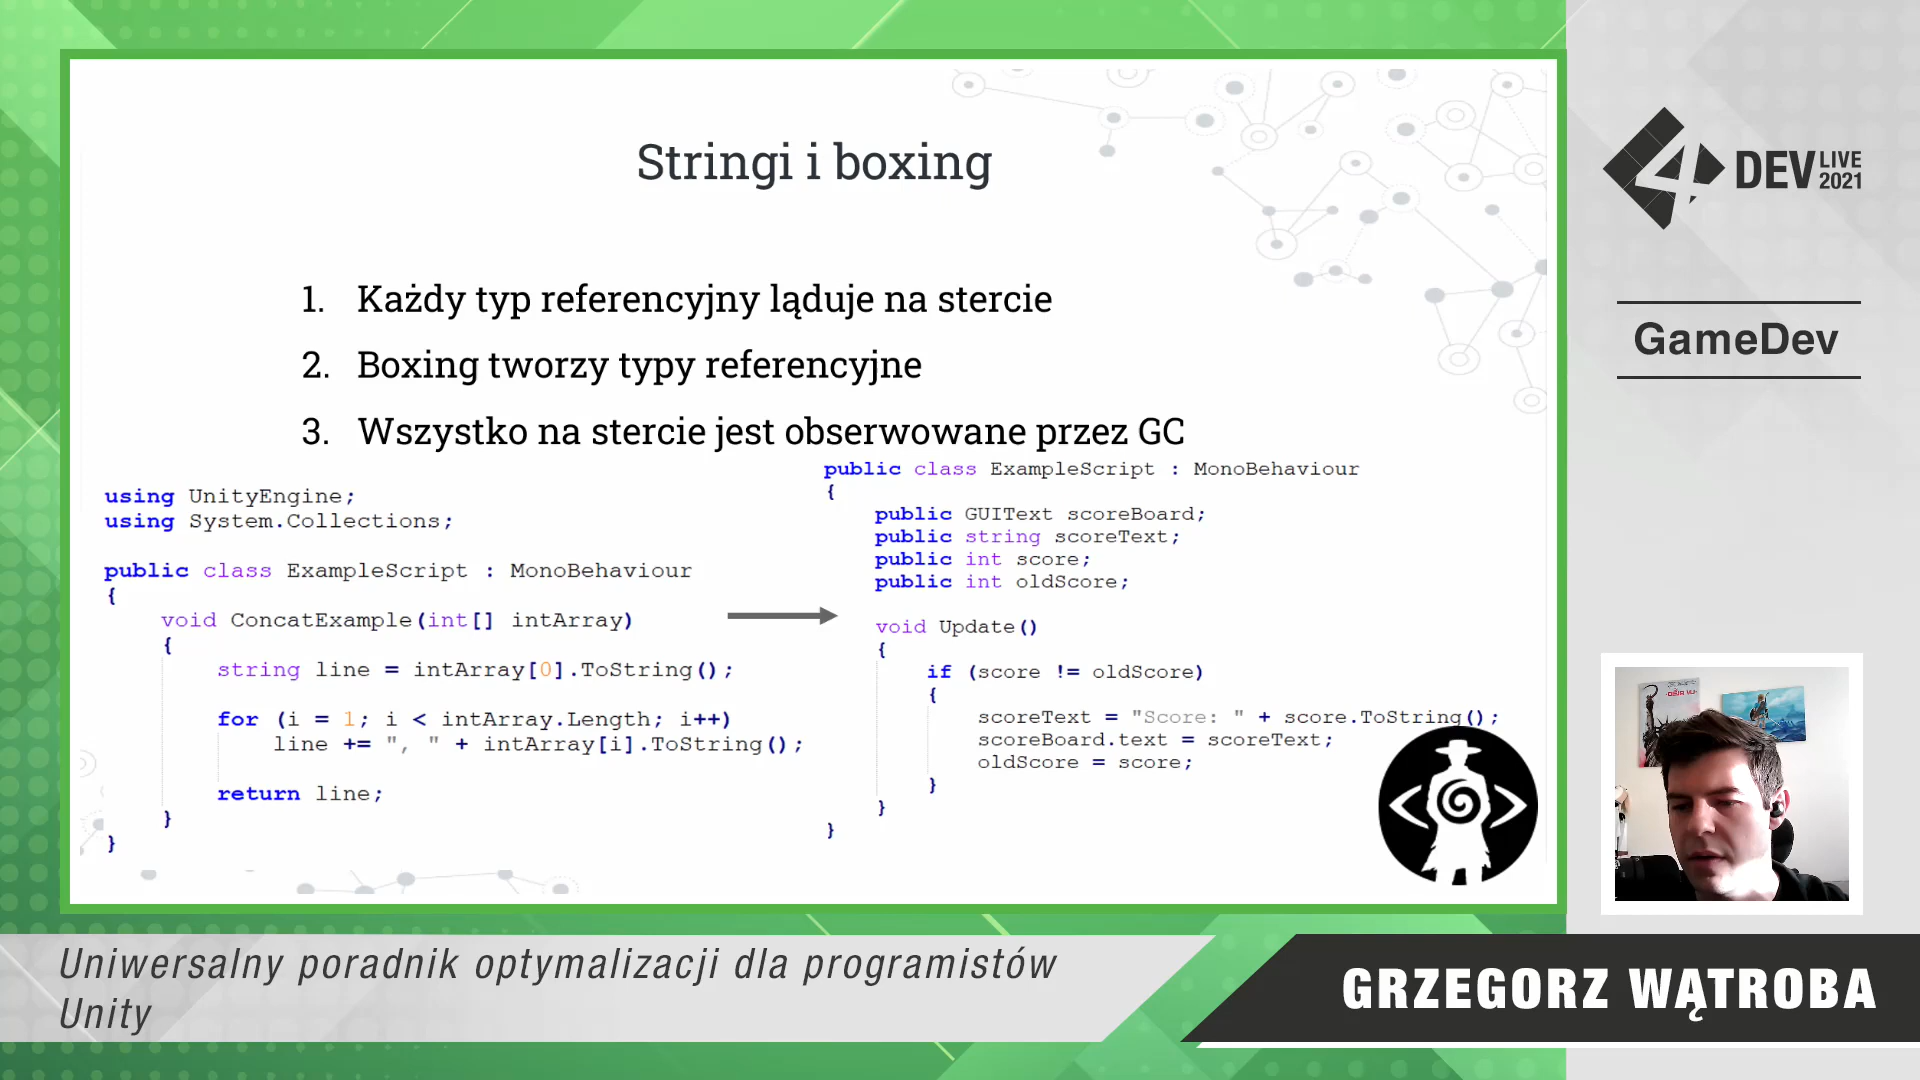 Stringi i boxing
1. Każdy typ referencyjny ląduje na stercie
2. Boxing tworzy typy referencyjne
3. Wszystko na stercie jest obserwowane przez GC
using UnityEngine;
using System.Collections;
public class ExampleScript : MonoBehaviour
{
void ConcatExample(int[] intArray)
{
string line = intArray[0].ToString();
for (i = 1; i < intArray.Length; i++)
line += ", " + intArray[i].ToString();
return line;
}
}
public class ExampleScript : MonoBehaviour
{
public GUIText scoreBoard;
public string scoreText;
public int score;
public int oldScore;
void Update()
{
if (score != oldScore)
{
scoreText = "Score: " + score.ToString();
scoreBoard.text = scoreText;
oldScore = score;
}
}
}
4 DEV LIVE 2021
GameDev
Uniwersalny poradnik optymalizacji dla programistów
Unity
GRZEGORZ WĄTROBA